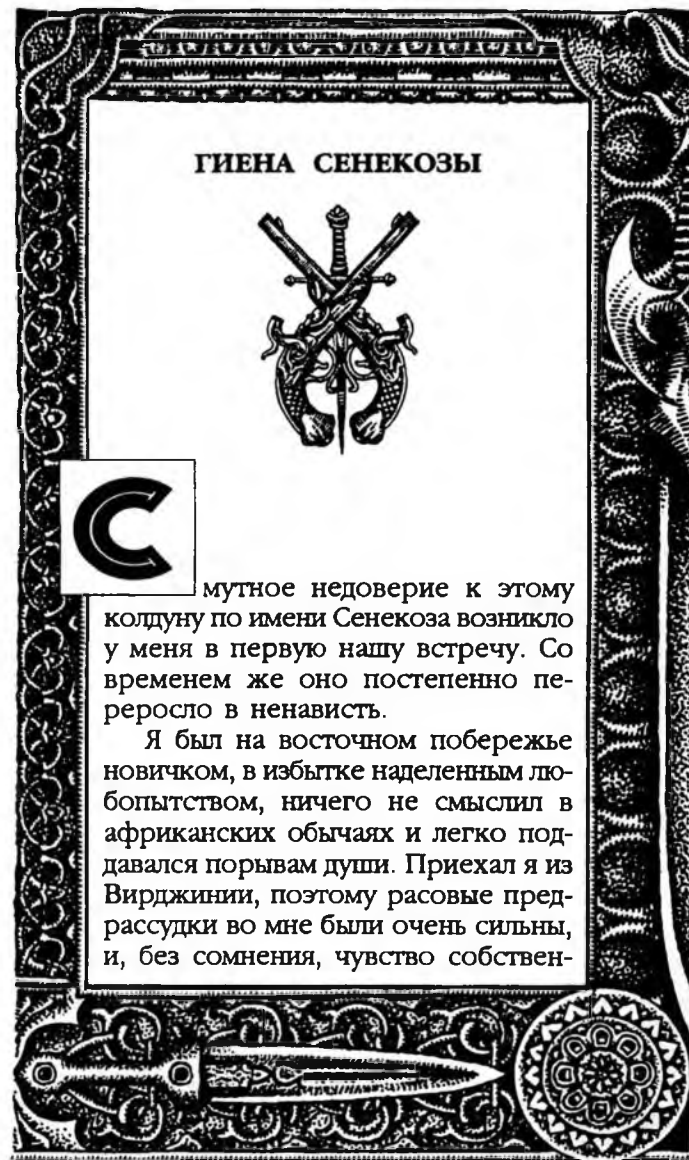 ГИЕНА СЕНЕКОЗЫ
Смутное недоверие к этому
колдуну по имени Сенекоза возникло
у меня в первую нашу встречу. Со
временем же оно постепенно пе-
реросло в ненависть.
Я был на восточном побережье
новичком, в избытке наделенным лю-
бопытством, ничего не смыслил в
африканских обычаях и легко под-
давался порывам души. Приехал я из
Вирджинии, поэтому расовые пред-
рассудки во мне были очень сильны,
и, без сомнения, чувство собствен-